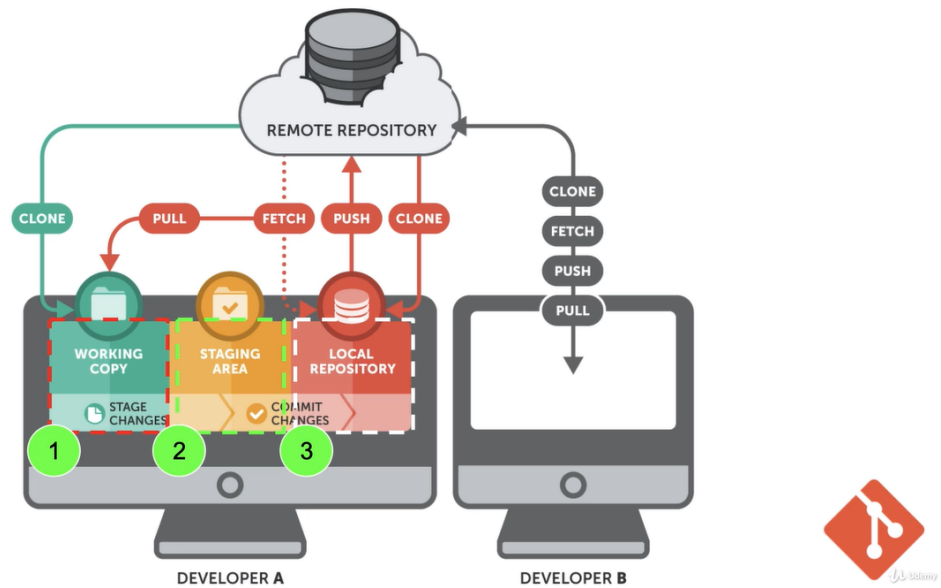 REMOTE REPOSITORY
CLONE
PULL
FETCH
PUSH
CLONE
CLONE
FETCH
PUSH
PULL
WORKING
COPY
STAGING
AREA
LOCAL
REPOSITORY
STAGE
CHANGES
COMMIT
CHANGES
1
2
3
DEVELOPER A
DEVELOPER B
Udemy